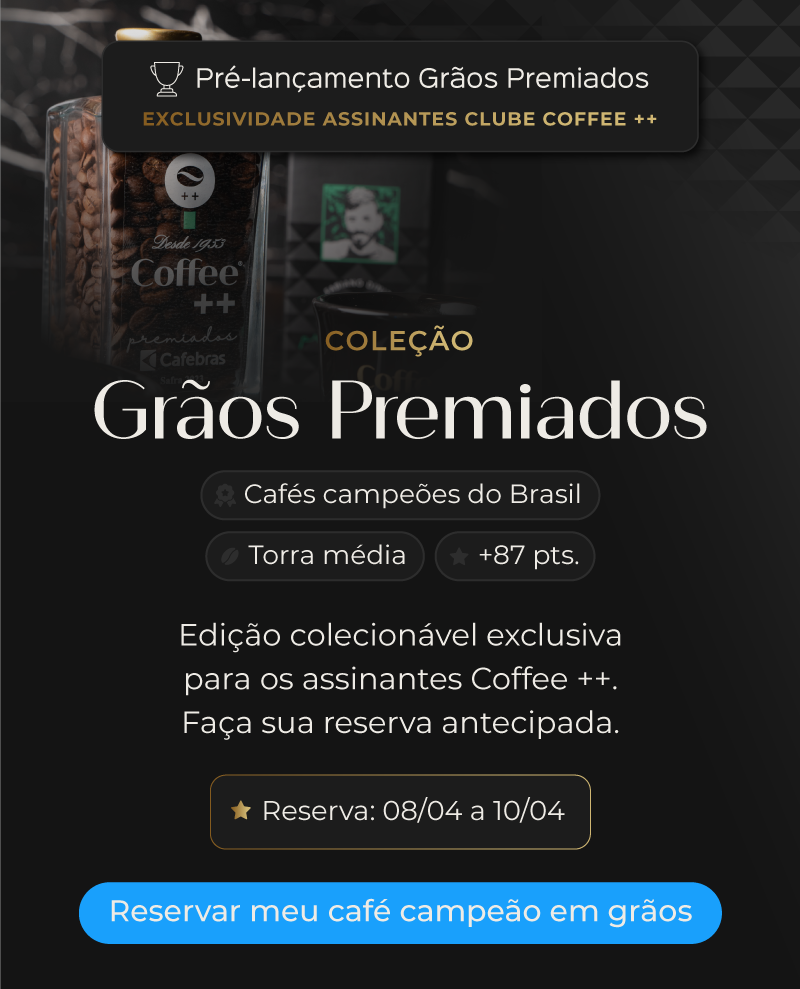 Pré-lançamento Grãos Premiados
EXCLUSIVIDADE ASSINANTES CLUBE COFFEE ++
++
Desde 1953
Coffee
++
premiados
Cafebras
COLEÇÃO
Grãos Premiados
Cafés campeões do Brasil
Torra média
+87 pts.
Edição colecionável exclusiva
para os assinantes Coffee ++.
Faça sua reserva antecipada.
Reserva: 08/04 a 10/04
Reservar meu café campeão em grãos